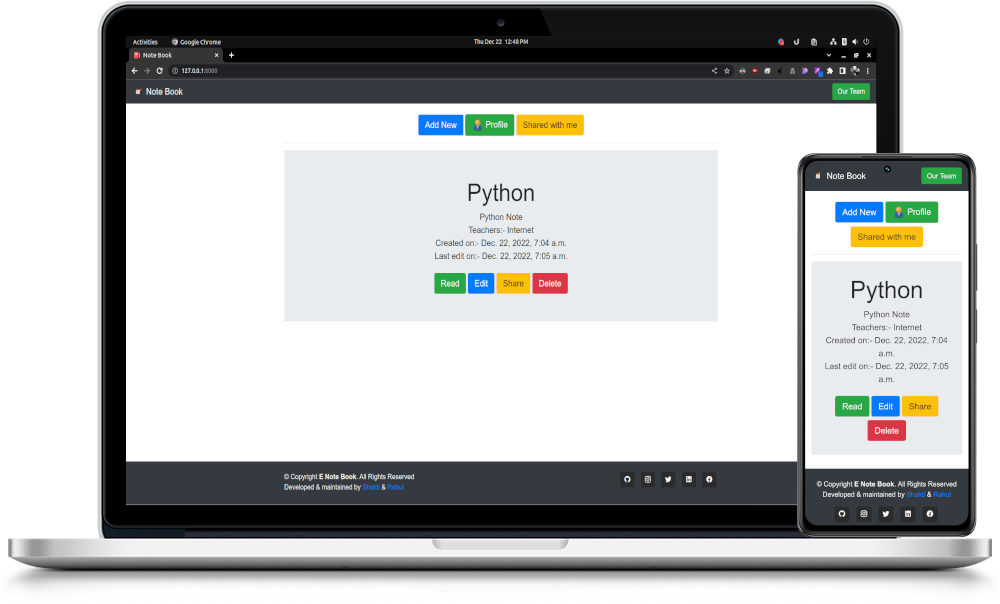 Activities Google Chrome Thu Dec 22 12:48 PM
Note Book
127.0.0.1:8000
Note Book Our Team
Add New Profile Shared with me
Python
Python Note
Teachers:- Internet
Created on:- Dec. 22, 2022, 7:04 a.m.
Last edit on:- Dec. 22, 2022, 7:05 a.m.
Read Edit Share Delete
© Copyright E Note Book. All Rights Reserved
Developed & maintained by Shakti & Rahul
Note Book Our Team
Add New Profile
Shared with me
Python
Python Note
Teachers:- Internet
Created on:- Dec. 22, 2022, 7:04
a.m.
Last edit on:- Dec. 22, 2022, 7:05
a.m.
Read Edit Share
Delete
© Copyright E Note Book. All Rights Reserved
Developed & maintained by Shakti & Rahul